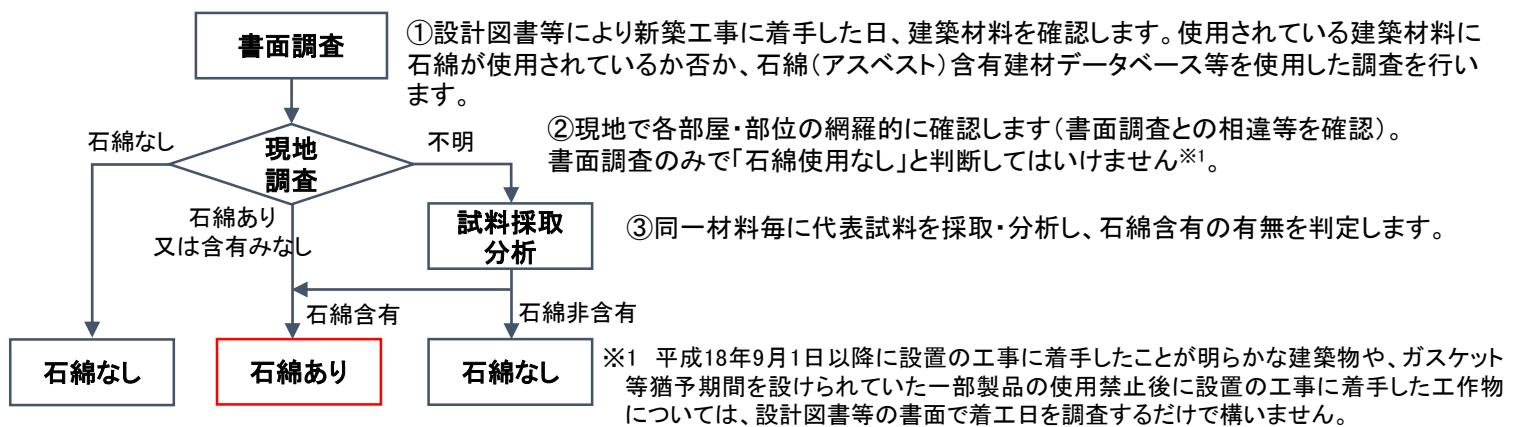 書面調査
①設計図書等により新築工事に着手した日、建築材料を確認します。使用されている建築材料に
石綿が使用されているか否か、石綿(アスベスト)含有建材データベース等を使用した調査を行い
ます。
石綿なし
現地
調査
不明
②現地で各部屋・部位の網羅的に確認します(書面調査との相違等を確認)。
書面調査のみで「石綿使用なし」と判断してはいけません※1。
石綿あり
又は含有みなし
試料採取
分析
③同一材料毎に代表試料を採取・分析し、石綿含有の有無を判定します。
石綿含有
石綿非含有
石綿なし
石綿あり
石綿なし
※1 平成18年9月1日以降に設置の工事に着手したことが明らかな建築物や、ガスケット
等猶予期間を設けられていた一部製品の使用禁止後に設置の工事に着手した工作物
については、設計図書等の書面で着工日を調査するだけで構いません。